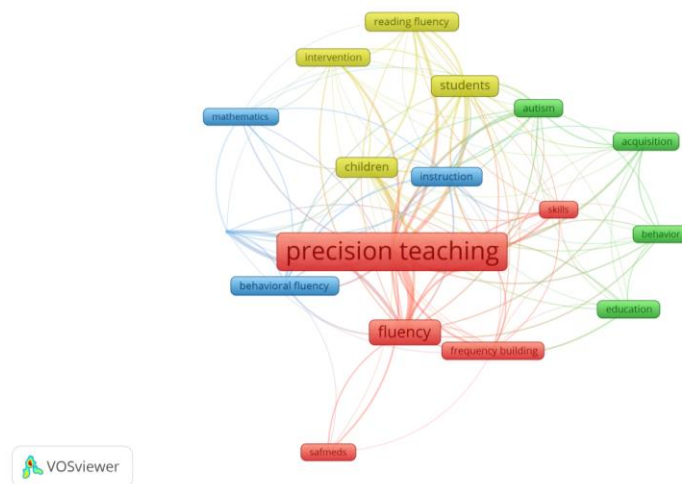 reading fluency
intervention
students
autism
mathematics
acquisition
children
instruction
skills
behavior
precision teaching
behavioral fluency
education
fluency
frequency building
safmeds
VOSviewer